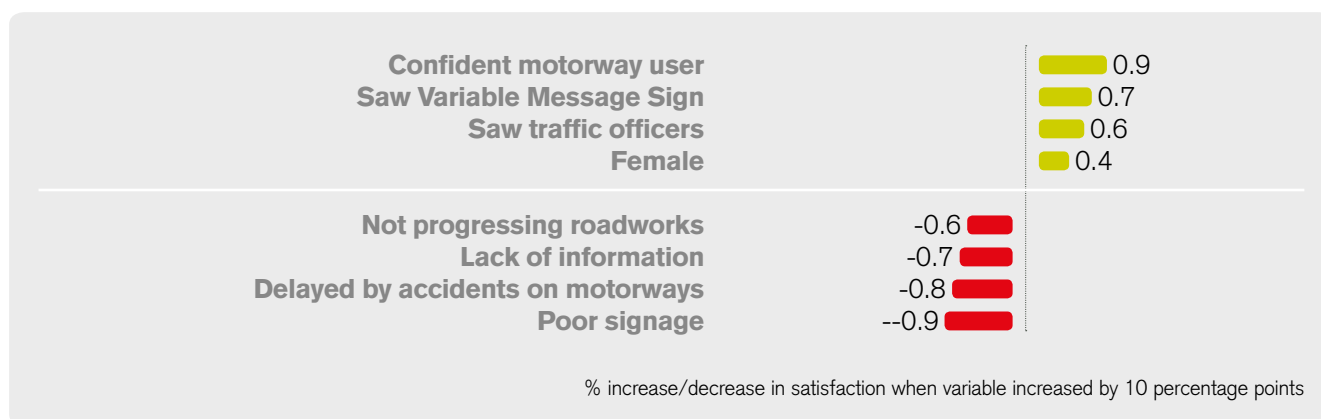 Confident motorway user 0.9
Saw Variable Message Sign 0.7
Saw traffic officers 0.6
Female 0.4
Not progressing roadworks -0.6
Lack of information -0.7
Delayed by accidents on motorways -0.8
Poor signage --0.9
% increase/decrease in satisfaction when variable increased by 10 percentage points